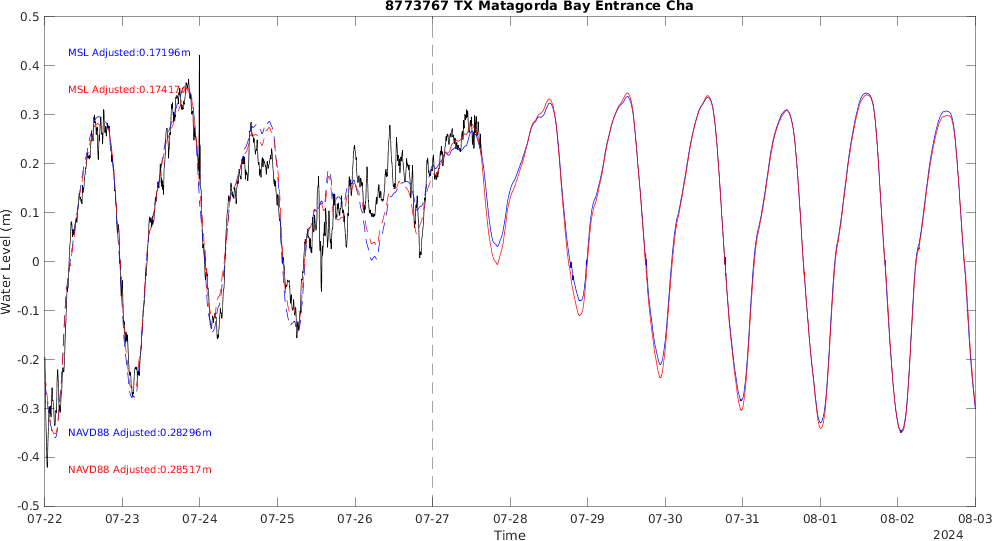 8773767 TX Matagorda Bay Entrance Cha
Water Level (m)
0.5
0.4
0.3
0.2
0.1
0
-0.1
-0.2
-0.3
-0.4
-0.5
MSL Adjusted:0.17196m
MSL Adjusted:0.17417m
NAVD88 Adjusted:0.28296m
NAVD88 Adjusted:0.28517m
07-22 07-23 07-24 07-25 07-26 07-27 07-28 07-29 07-30 07-31 08-01 08-02 08-03
Time
2024